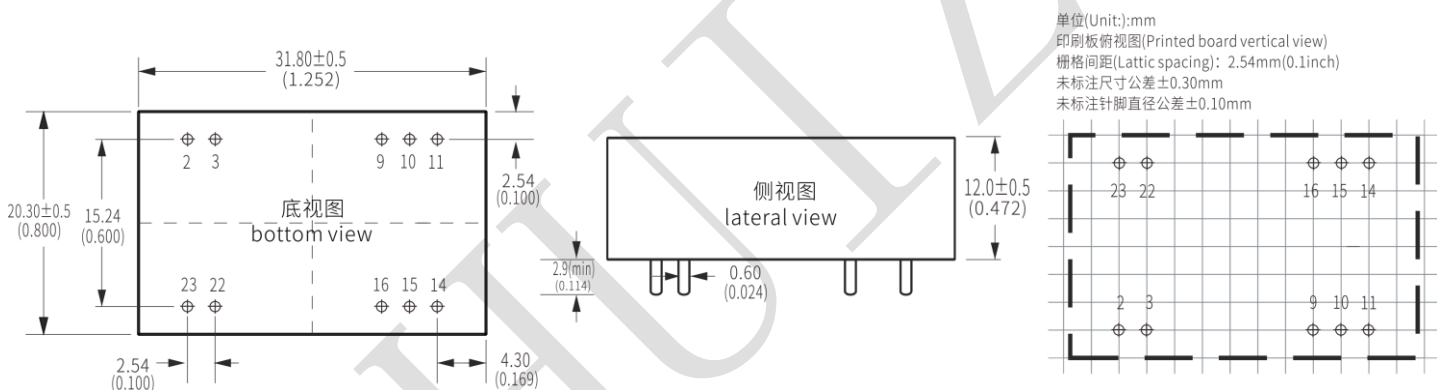 31.80±0.5
(1.252)
2 3 9 10 11
20.30±0.5
(0.800)
15.24
(0.600)
底视图
bottom view
23 22 16 15 14
2.54
(0.100)
2.54
(0.100)
4.30
(0.169)
侧视图
lateral view
12.0±0.5
(0.472)
2.9(min)
(0.114)
0.60
(0.024)
单位(Unit:):mm
印刷板俯视图(Printed board vertical view)
栅格间距(Lattic spacing)：2.54mm(0.1inch)
未标注尺寸公差±0.30mm
未标注针脚直径公差±0.10mm
23 22 16 15 14
2 3 9 10 11